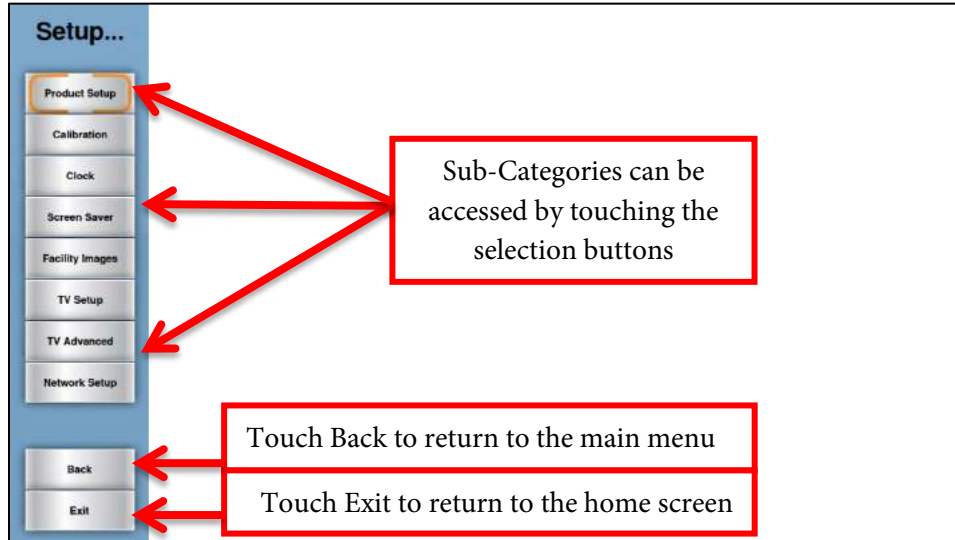 Setup...
Product Setup
Calibration
Clock
Screen Saver
Facility Images
TV Setup
TV Advanced
Network Setup
Back
Exit
Sub-Categories can be
accessed by touching the
selection buttons
Touch Back to return to the main menu
Touch Exit to return to the home screen